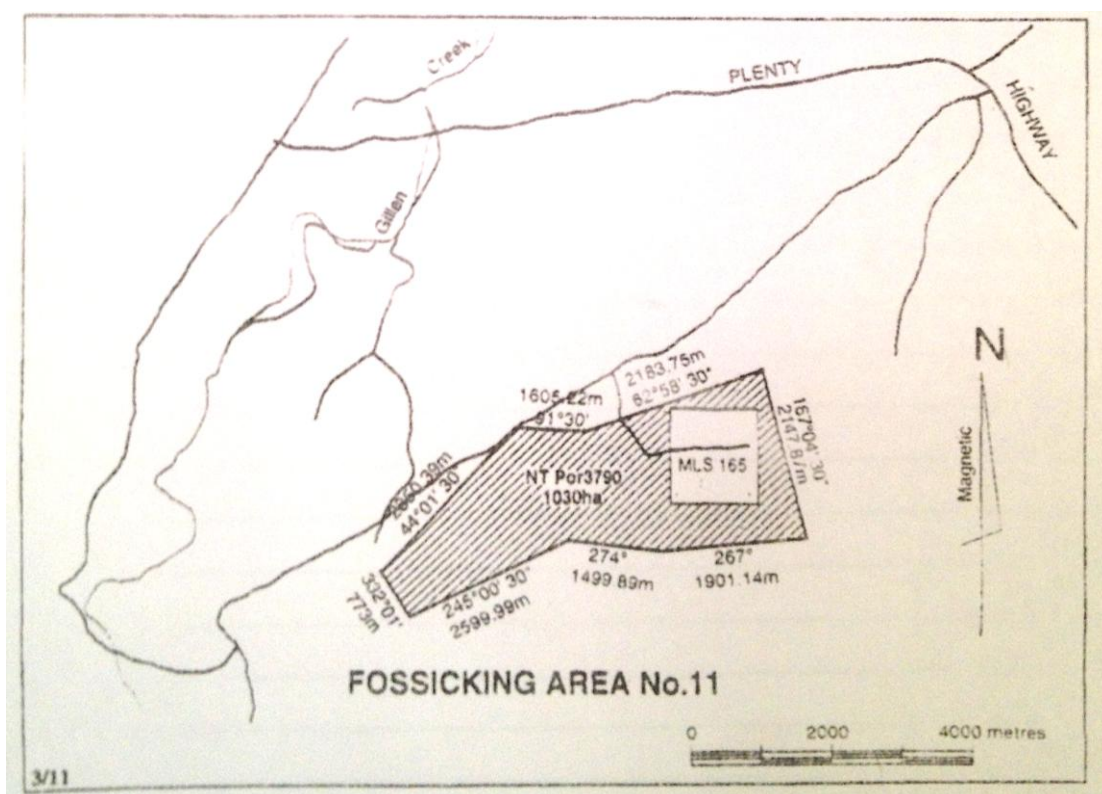 Creek
PLENTY
HIGHWAY
Gillen
N
Magnetic
2183.75m
62°58' 30"
1605.22m
91°30'
167°04' 30"
44°01' 30"
MLS 165
NT Por3790
1030ha
274°
1499.89m
267°
1901.14m
332°01'
773m
245°00' 30"
2599.99m
FOSSICKING AREA No.11
0 2000 4000 metres
3/11